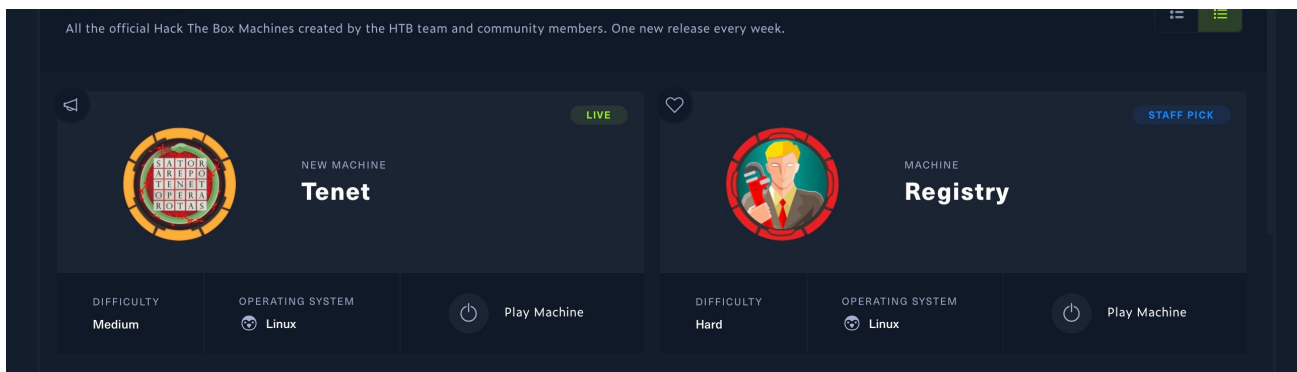 All the official Hack The Box Machines created by the HTB team and community members. One new release every week.
LIVE
NEW MACHINE
Tenet
SATOR
AREPO
TENET
OPERA
ROTAS
DIFFICULTY
Medium
OPERATING SYSTEM
Linux
Play Machine
STAFF PICK
MACHINE
Registry
DIFFICULTY
Hard
OPERATING SYSTEM
Linux
Play Machine